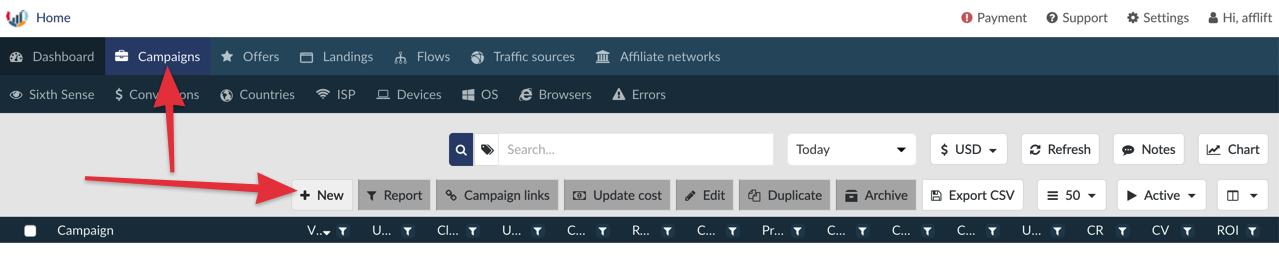 Home Payment Support Settings Hi, afflift
Dashboard Campaigns Offers Landings Flows Traffic sources Affiliate networks
Sixth Sense Countries ISP Devices OS Browsers Errors
Search... Today $ USD Refresh Notes Chart
New Report Campaign links Update cost Edit Duplicate Archive Export CSV 50 Active
Campaign V... U... Cl... U... C... R... C... Pr... C... C... C... U... CR CV ROI